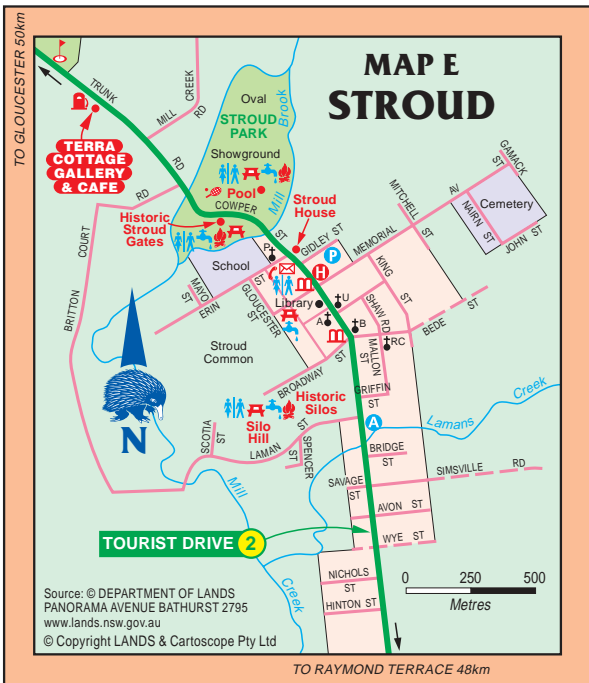 TO GLOUCESTER 50km
MAP E
STROUD
TRUNK
RD
MILL CREEK
RD
Oval
STROUD
PARK
Showground
Pool
COWPER
ST
Mill
Brook
TERRA
COTTAGE
GALLERY
& CAFE
Historic
Stroud
Gates
Stroud
House
GIDLEY ST
MEMORIAL
AV
MITCHELL
ST
GAMACK
ST
NAIRN
ST
Cemetery
JOHN ST
RD
COURT
BRITTON
School
MAYO
ST
ERIN
ST
GLOUCESTER
ST
P
P
H
Library
U
A
B
RC
KING
ST
SHAW RD
MALLON
ST
BEDE
ST
Stroud
Common
BROADWAY
ST
GRIFFIN
ST
Historic
Silos
Silo
Hill
SCOTIA
ST
LAMAN
ST
SPENCER
ST
A
Lamans
Creek
BRIDGE
ST
SAVAGE
ST
SIMSVILLE
RD
AVON ST
WYE ST
N
Mill
Creek
TOURIST DRIVE 2
NICHOLS
ST
HINTON ST
0 250 500
Metres
Source: © DEPARTMENT OF LANDS
PANORAMA AVENUE BATHURST 2795
www.lands.nsw.gov.au
© Copyright LANDS & Cartoscope Pty Ltd
TO RAYMOND TERRACE 48km